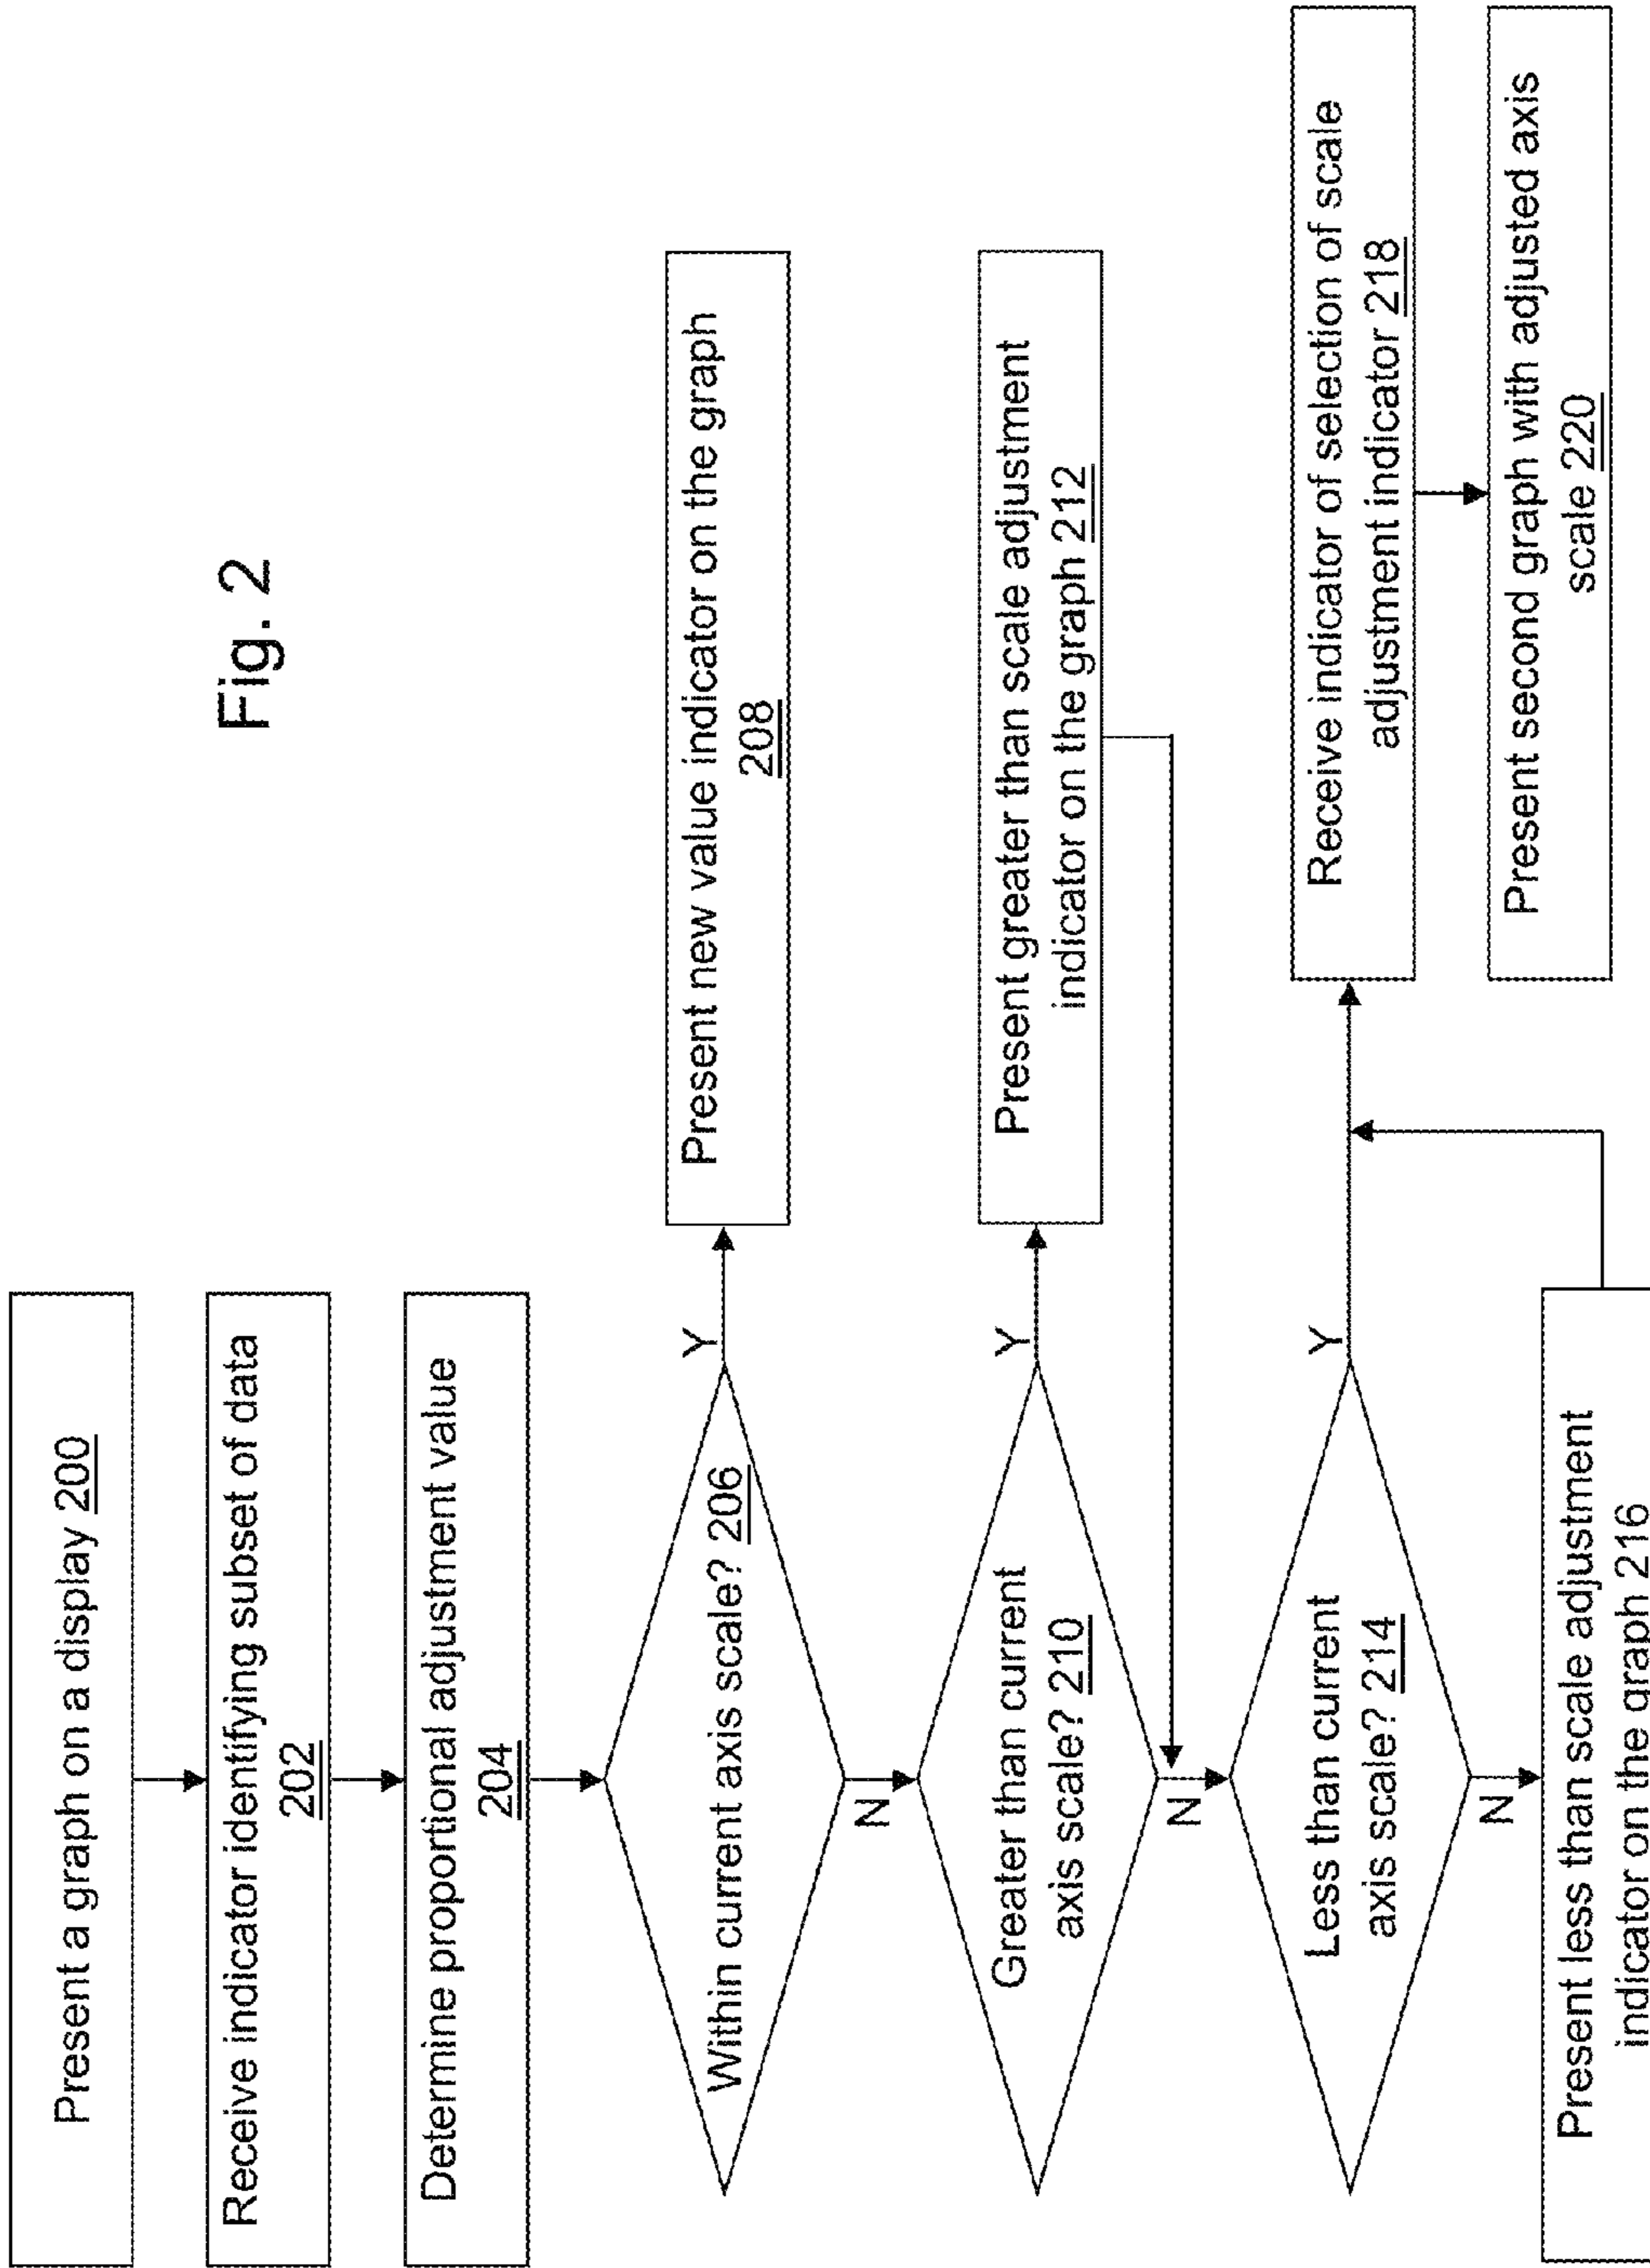 Fig. 2
Present a graph on a display 200
Receive indicator identifying subset of data
202
Determine proportional adjustment value
204
Within current axis scale? 206
Y
Present new value indicator on the graph
208
N
Greater than current
axis scale? 210
Y
Present greater than scale adjustment
indicator on the graph 212
N
Less than current
axis scale? 214
Y
Receive indicator of selection of scale
adjustment indicator 218
Present second graph with adjusted axis
scale 220
N
Present less than scale adjustment
indicator on the graph 216